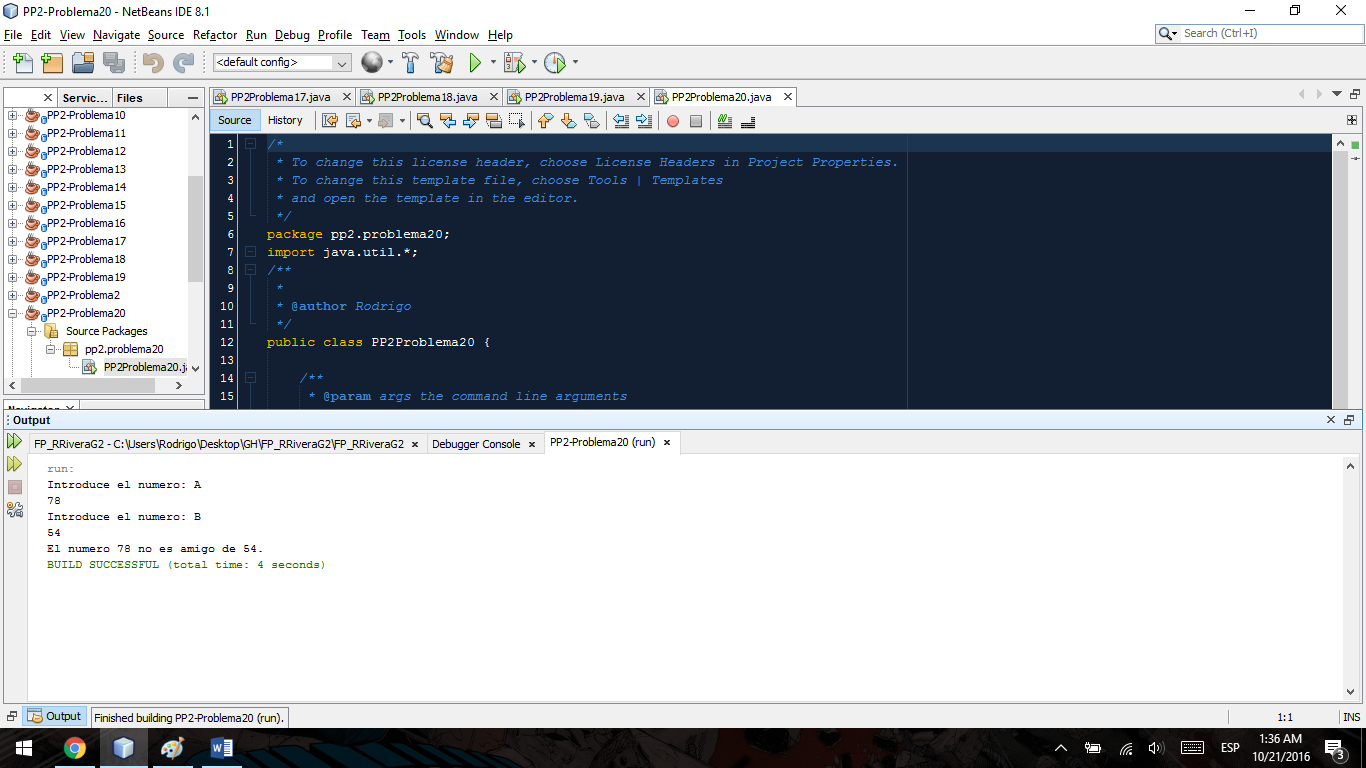 PP2-Problema20 - NetBeans IDE 8.1
File Edit View Navigate Source Refactor Run Debug Profile Team Tools Window Help
Search (Ctrl+I)
<default config>
Servic... Files
PP2Problema17.java PP2Problema18.java PP2Problema19.java PP2Problema20.java
Source History
PP2-Problema10
PP2-Problema11
PP2-Problema12
PP2-Problema13
PP2-Problema14
PP2-Problema15
PP2-Problema16
PP2-Problema17
PP2-Problema18
PP2-Problema19
PP2-Problema2
PP2-Problema20
Source Packages
pp2.problema20
PP2Problema20.ja
1 /*
2 * To change this license header, choose License Headers in Project Properties.
3 * To change this template file, choose Tools | Templates
4 * and open the template in the editor.
5 */
6 package pp2.problema20;
7 import java.util.*;
8 /**
9 *
10 * @author Rodrigo
11 */
12 public class PP2Problema20 {
13
14 /**
15 * @param args the command line arguments
Output
FP_RRiveraG2 - C:\Users\Rodrigo\Desktop\GH\FP_RRiveraG2\FP_RRiveraG2 Debugger Console PP2-Problema20 (run)
run:
Introduce el numero: A
78
Introduce el numero: B
54
El numero 78 no es amigo de 54.
BUILD SUCCESSFUL (total time: 4 seconds)
Output Finished building PP2-Problema20 (run). 1:1 INS
ESP
1:36 AM
10/21/2016
3